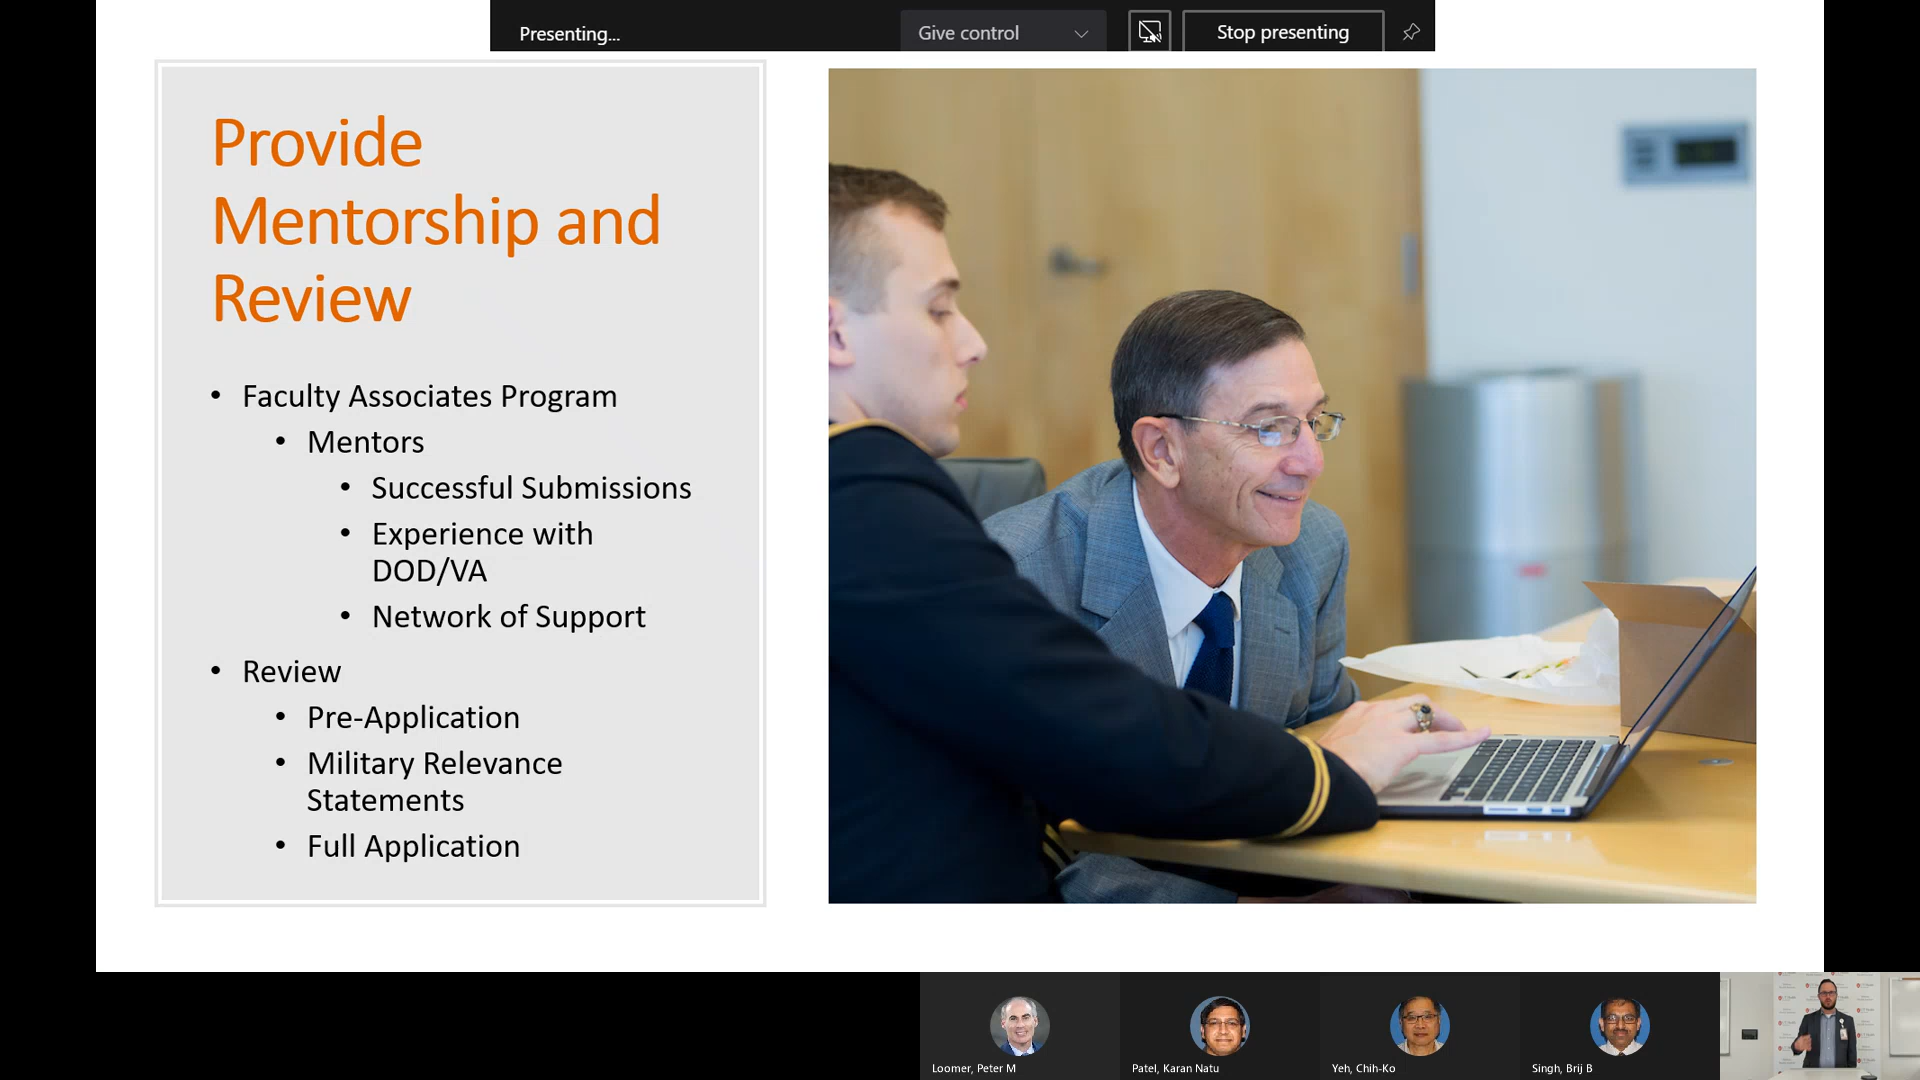 Presenting...
Give control
Stop presenting
Provide
Mentorship and
Review
• Faculty Associates Program
• Mentors
• Successful Submissions
• Experience with
DOD/VA
• Network of Support
• Review
• Pre-Application
• Military Relevance
Statements
• Full Application
Loomer, Peter M
Patel, Karan Natu
Yeh, Chih-Ko
Singh, Brij B